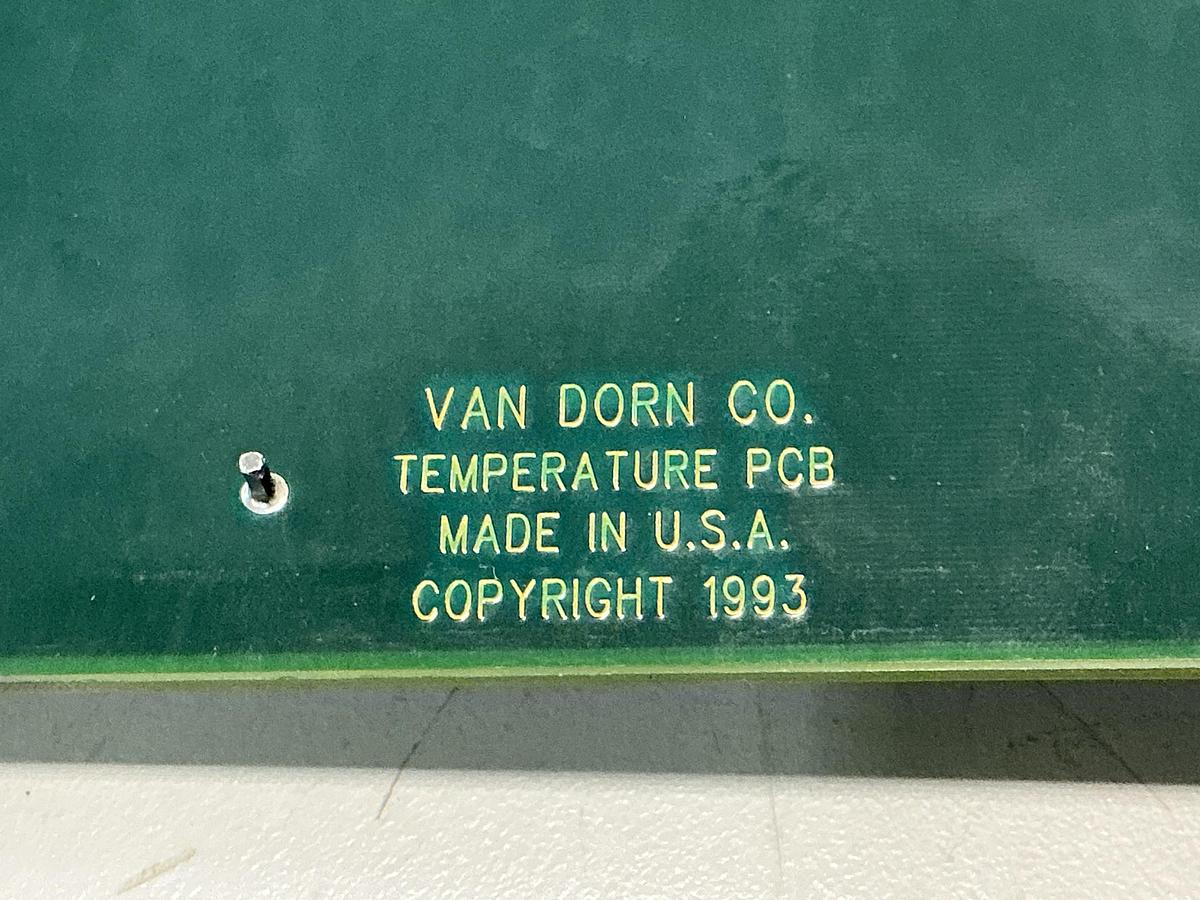 VAN DORN CO.
TEMPERATURE PCB
MADE IN U.S.A.
COPYRIGHT 1993